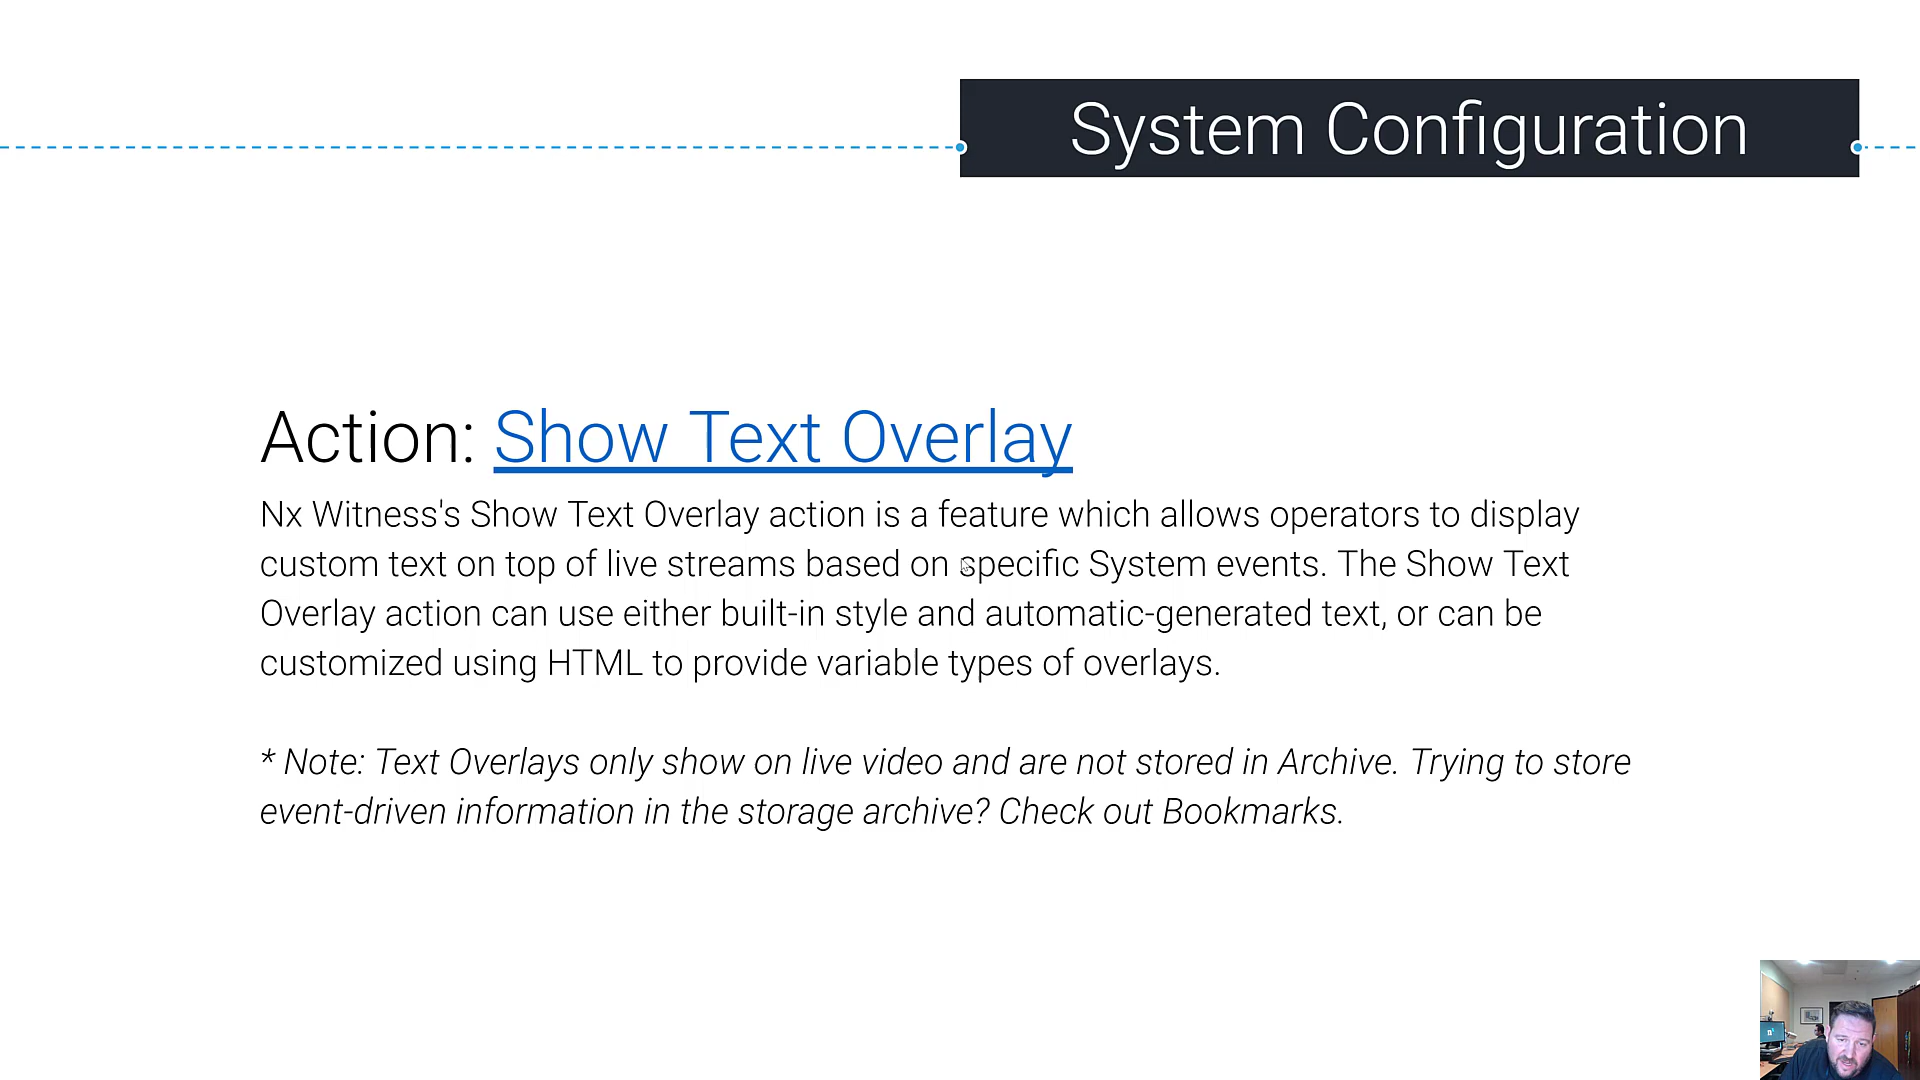 System Configuration
Action: Show Text Overlay
Nx Witness's Show Text Overlay action is a feature which allows operators to display
custom text on top of live streams based on specific System events. The Show Text
Overlay action can use either built-in style and automatic-generated text, or can be
customized using HTML to provide variable types of overlays.
* Note: Text Overlays only show on live video and are not stored in Archive. Trying to store
event-driven information in the storage archive? Check out Bookmarks.